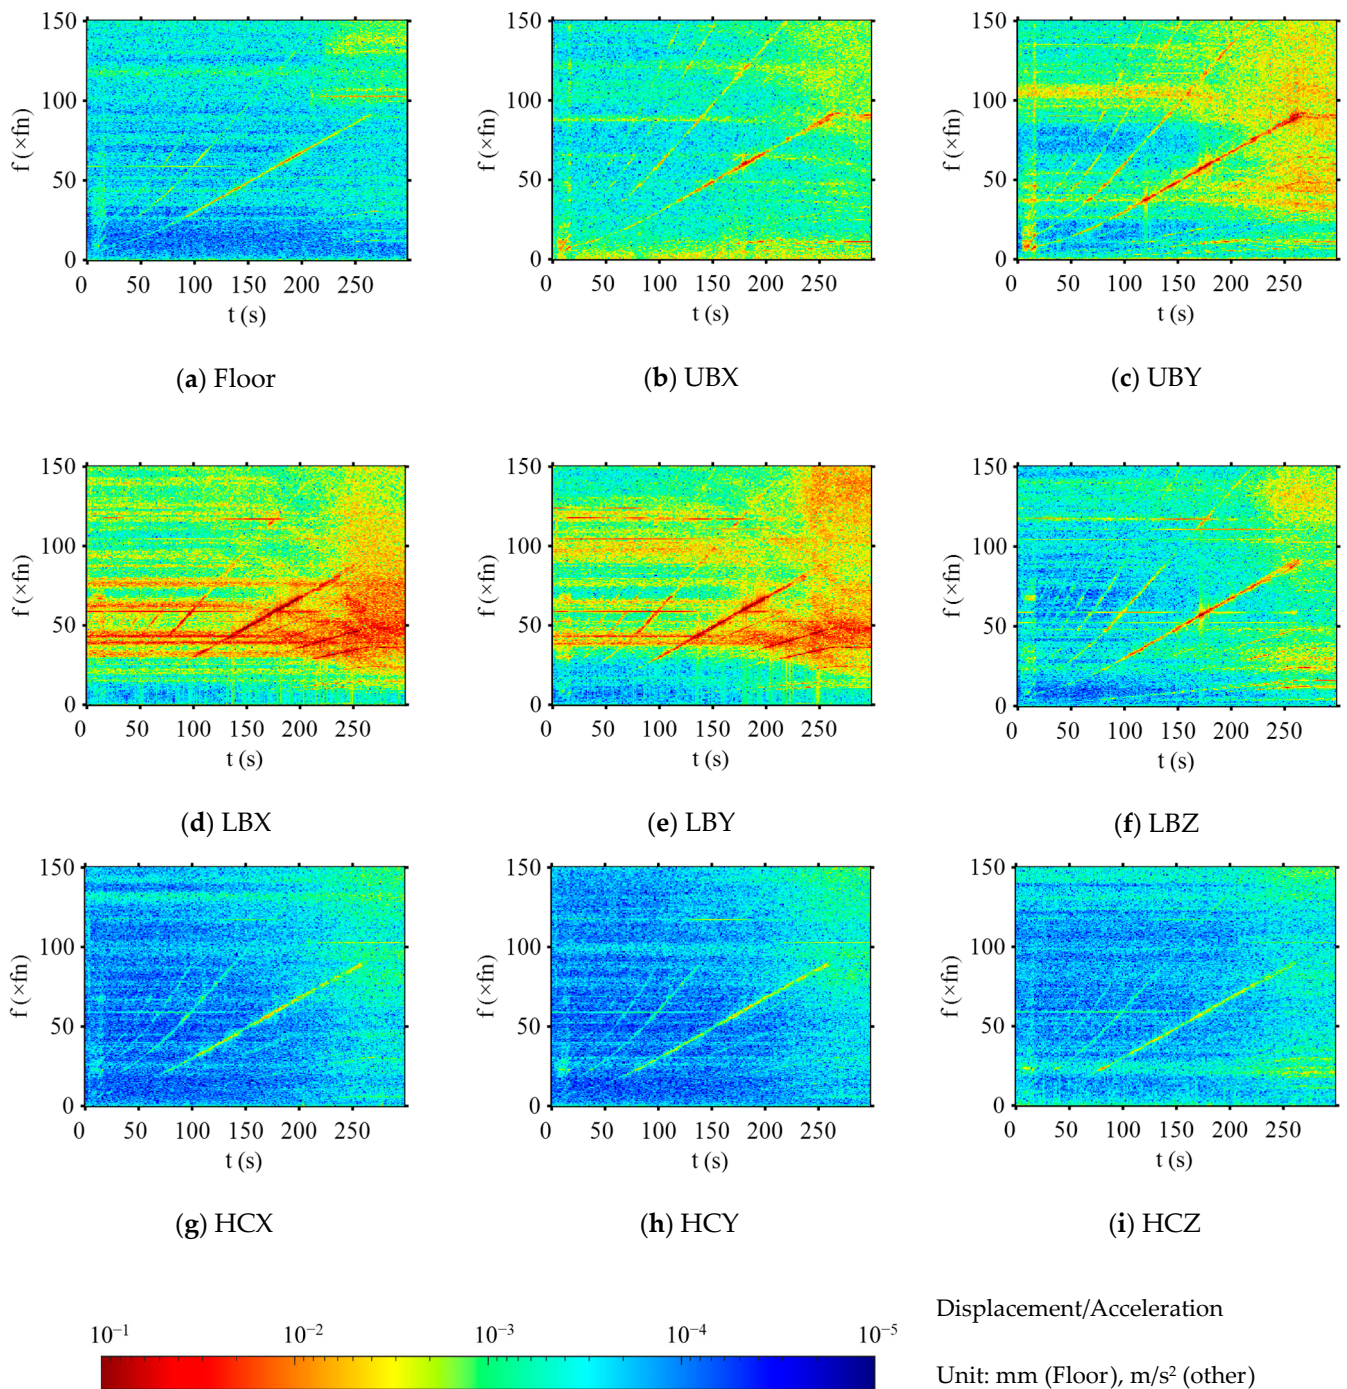 150
100
50
0
f (×fn)
0 50 100 150 200 250
t (s)
(a) Floor
150
100
50
0
f (×fn)
0 50 100 150 200 250
t (s)
(b) UBX
150
100
50
0
f (×fn)
0 50 100 150 200 250
t (s)
(c) UBY
150
100
50
0
f (×fn)
0 50 100 150 200 250
t (s)
(d) LBX
150
100
50
0
f (×fn)
0 50 100 150 200 250
t (s)
(e) LBY
150
100
50
0
f (×fn)
0 50 100 150 200 250
t (s)
(f) LBZ
150
100
50
0
f (×fn)
0 50 100 150 200 250
t (s)
(g) HCX
150
100
50
0
f (×fn)
0 50 100 150 200 250
t (s)
(h) HCY
150
100
50
0
f (×fn)
0 50 100 150 200 250
t (s)
(i) HCZ
10⁻¹ 10⁻² 10⁻³ 10⁻⁴ 10⁻⁵
Displacement/Acceleration
Unit: mm (Floor), m/s² (other)